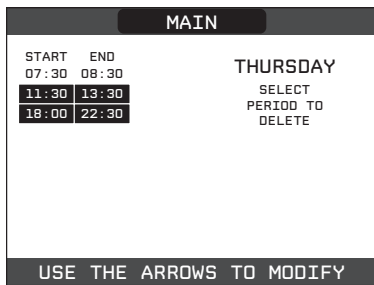 MAIN
START END
07:30 08:30
11:30 13:30
18:00 22:30
THURSDAY
SELECT
PERIOD TO
DELETE
USE THE ARROWS TO MODIFY